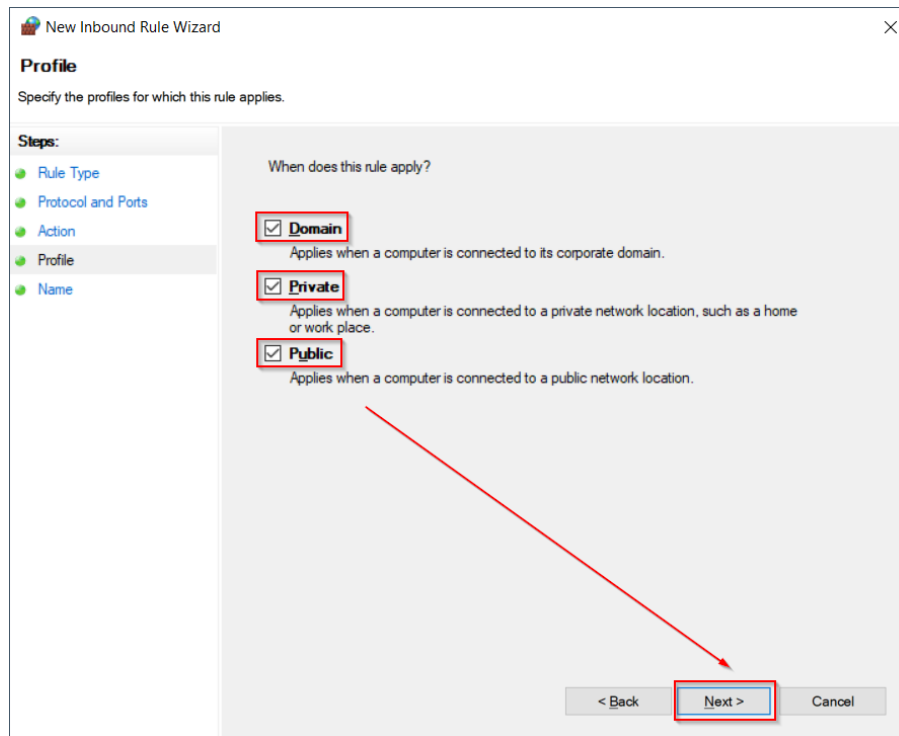 New Inbound Rule Wizard
Profile
Specify the profiles for which this rule applies.
Steps:
Rule Type
Protocol and Ports
Action
Profile
Name
When does this rule apply?
Domain
Applies when a computer is connected to its corporate domain.
Private
Applies when a computer is connected to a private network location, such as a home
or work place.
Public
Applies when a computer is connected to a public network location.
< Back
Next >
Cancel